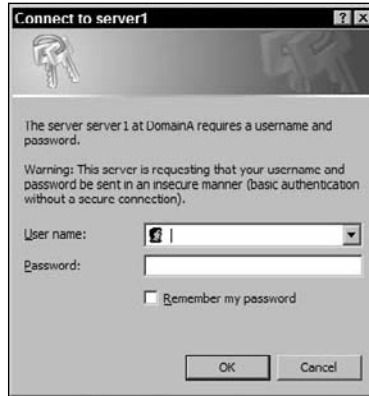 Connect to server1
The server server1 at DomainA requires a username and
password.
Warning: This server is requesting that your username and
password be sent in an insecure manner (basic authentication
without a secure connection).
User name:
Password:
Remember my password
OK Cancel